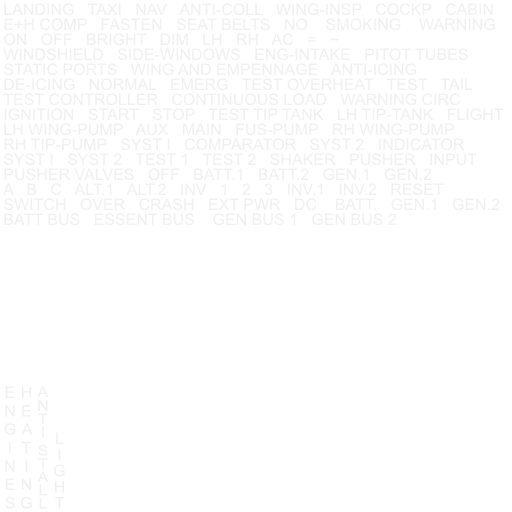 LANDING TAXI NAV ANTI-COLL WING-INSP COCKP CABIN
E+H COMP FASTEN SEAT BELTS NO SMOKING WARNING
ON OFF BRIGHT DIM LH RH AC = −
WINDSHIELD SIDE-WINDOWS ENG-INTAKE PITOT TUBES
STATIC PORTS WING AND EMPENNAGE ANTI-ICING
DE-ICING NORMAL EMERG TEST OVERHEAT TEST TAIL
TEST CONTROLLER CONTINUOUS LOAD WARNING CIRC
IGNITION START STOP TEST TIP TANK LH TIP-TANK FLIGHT
LH WING-PUMP AUX MAIN FUS-PUMP RH WING-PUMP
RH TIP-PUMP SYST I COMPARATOR SYST 2 INDICATOR
SYST I SYST 2 TEST 1 TEST 2 SHAKER PUSHER INPUT
PUSHER VALVES OFF BATT.1 BATT.2 GEN.1 GEN.2
A B C ALT.1 ALT.2 INV 1 2 3 INV.1 INV.2 RESET
SWITCH OVER CRASH EXT PWR DC BATT. GEN.1 GEN.2
BATT BUS ESSENT BUS GEN BUS 1 GEN BUS 2
ENGINES
HEATING
ANTISTALL
LIGHT